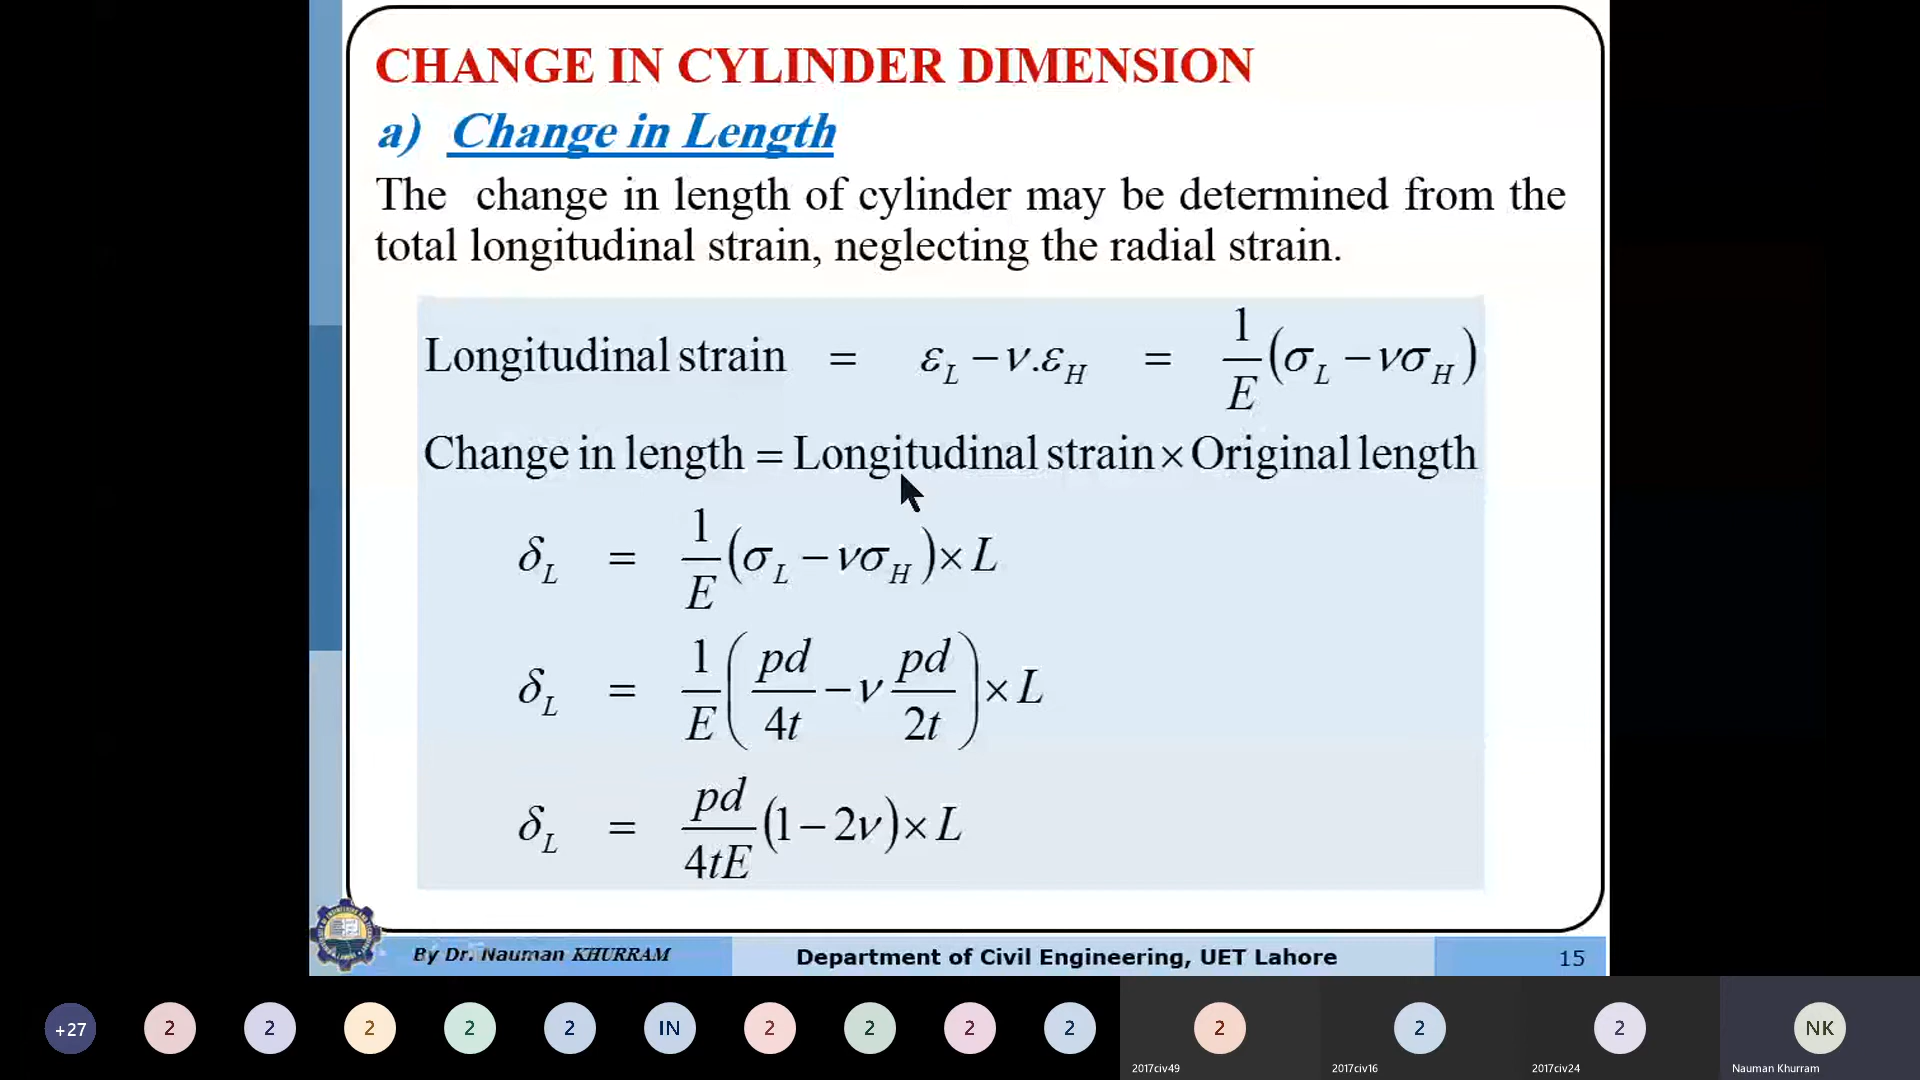 CHANGE IN CYLINDER DIMENSION
a) Change in Length
The change in length of cylinder may be determined from the
total longitudinal strain, neglecting the radial strain.
Longitudinal strain = ε_L − ν.ε_H = 1/E (σ_L − νσ_H)
Change in length = Longitudinal strain × Original length
δ_L = 1/E (σ_L − νσ_H) × L
δ_L = 1/E (pd/4t − ν pd/2t) × L
δ_L = pd/4tE (1 − 2ν) × L
By Dr. Nauman KHURRAM
Department of Civil Engineering, UET Lahore
15
+27 2 2 2 2 2 IN 2 2 2 2 2 2 2 NK
2017civ49 2017civ16 2017civ24 Nauman Khurram